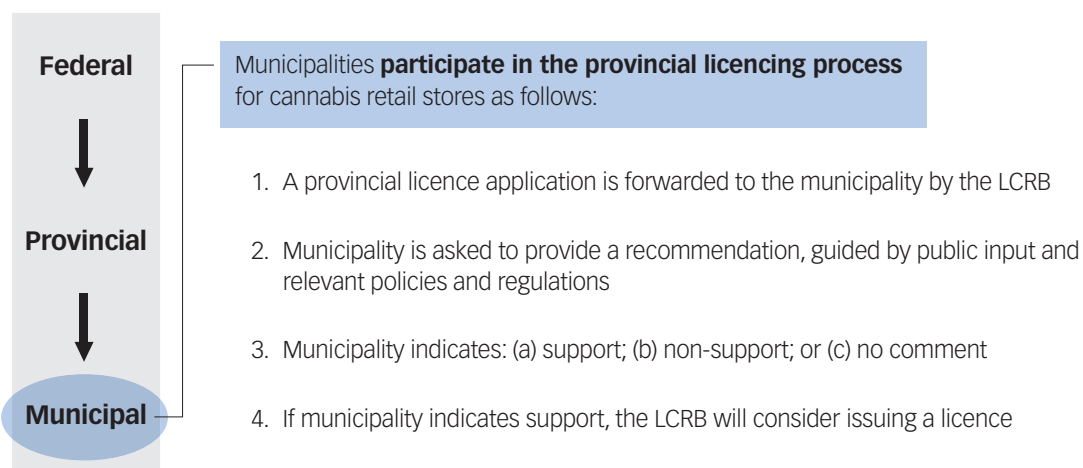 Federal
Provincial
Municipal
Municipalities participate in the provincial licencing process
for cannabis retail stores as follows:
1. A provincial licence application is forwarded to the municipality by the LCRB
2. Municipality is asked to provide a recommendation, guided by public input and
relevant policies and regulations
3. Municipality indicates: (a) support; (b) non-support; or (c) no comment
4. If municipality indicates support, the LCRB will consider issuing a licence